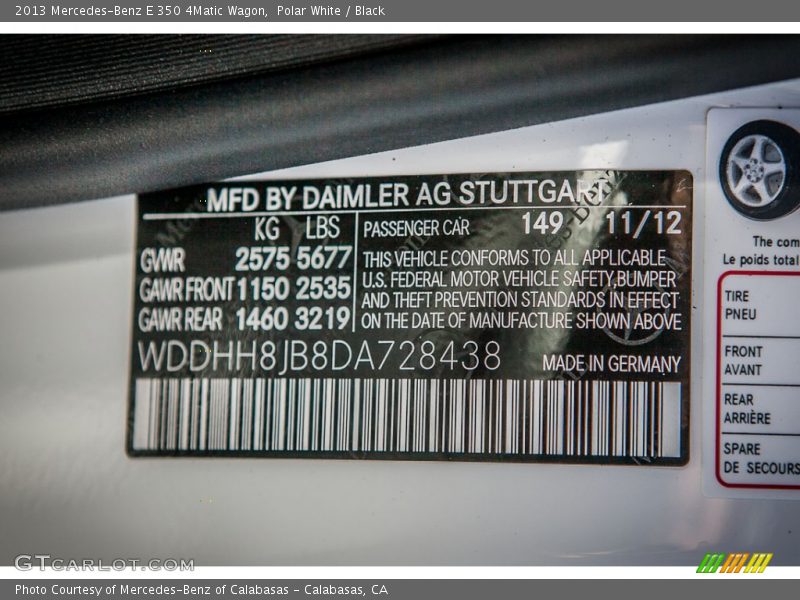 2013 Mercedes-Benz E 350 4Matic Wagon,  Polar White / Black
MFD BY DAIMLER AG STUTTGART
KG LBS PASSENGER CAR 149 11/12
GWR 2575 5677
GAWR FRONT 1150 2535
GAWR REAR 1460 3219
THIS VEHICLE CONFORMS TO ALL APPLICABLE
U.S. FEDERAL MOTOR VEHICLE SAFETY,BUMPER
AND THEFT PREVENTION STANDARDS IN EFFECT
ON THE DATE OF MANUFACTURE SHOWN ABOVE
WDDHH8JB8DA728438 MADE IN GERMANY
The com
Le poids total
TIRE
PNEU
FRONT
AVANT
REAR
ARRIÈRE
SPARE
DE SECOURS
GTCARLOT.COM
Photo Courtesy of Mercedes-Benz of Calabasas - Calabasas, CA